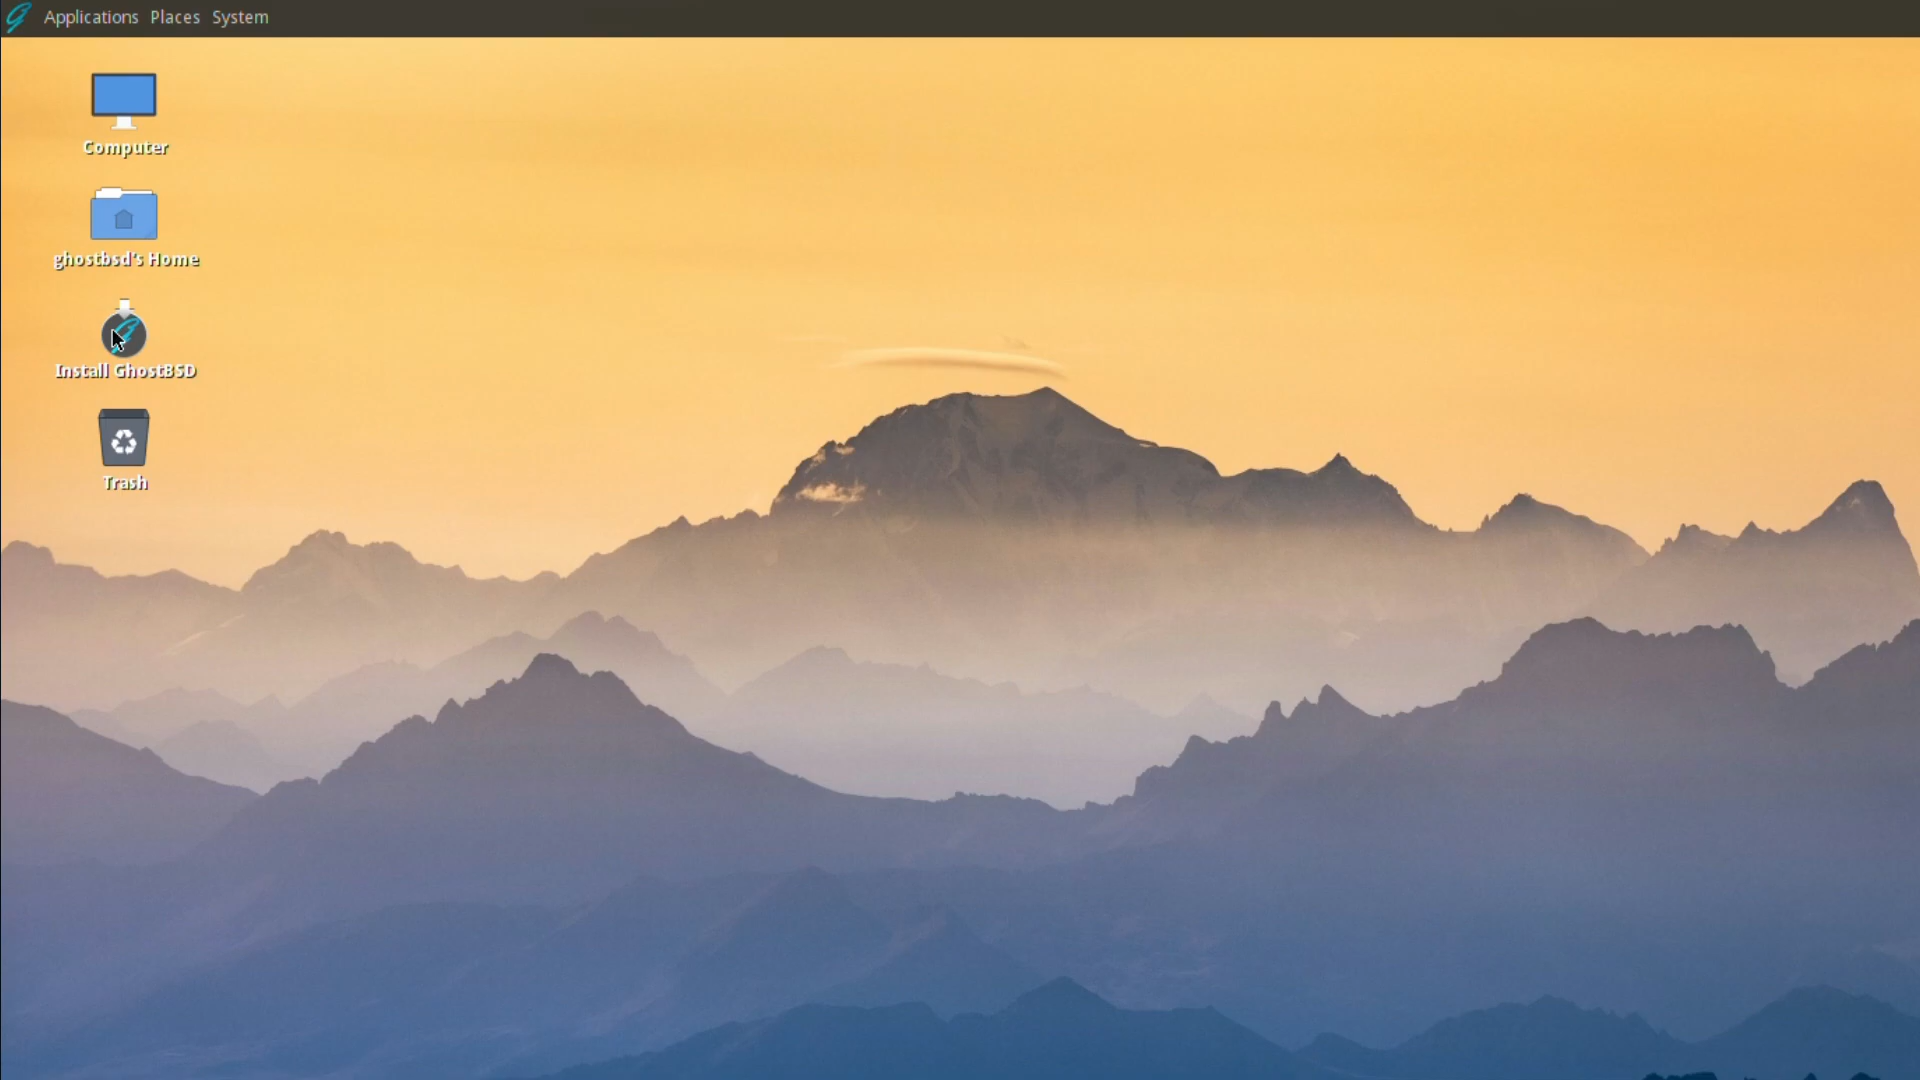 Applications Places System
Computer
ghostbsd's Home
Install GhostBSD
Trash